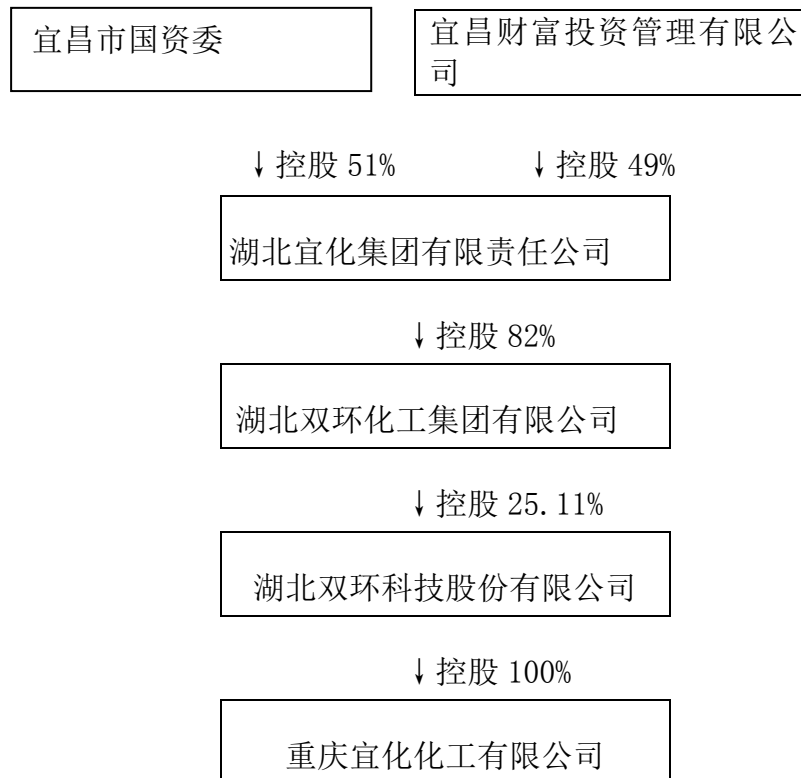 宜昌市国资委
宜昌财富投资管理有限公
司
↓控股 51%
↓控股 49%
湖北宜化集团有限责任公司
↓控股 82%
湖北双环化工集团有限公司
↓控股 25.11%
湖北双环科技股份有限公司
↓控股 100%
重庆宜化化工有限公司